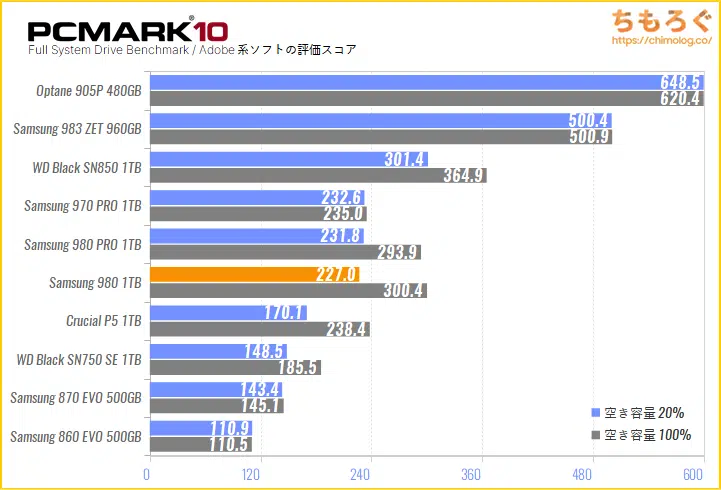 PCMARK®10
ちもろぐ
https://chimolog.co/
Full System Drive Benchmark / Adobe 系ソフトの評価スコア
Optane 905P 480GB
648.5
620.4
Samsung 983 ZET 960GB
500.4
500.9
WD Black SN850 1TB
301.4
364.9
Samsung 970 PRO 1TB
232.6
235.0
Samsung 980 PRO 1TB
231.8
293.9
Samsung 980 1TB
227.0
300.4
Crucial P5 1TB
170.1
238.4
WD Black SN750 SE 1TB
148.5
185.5
Samsung 870 EVO 500GB
143.4
145.1
Samsung 860 EVO 500GB
110.9
110.5
空き容量 20%
空き容量 100%
0 120 240 360 480 600